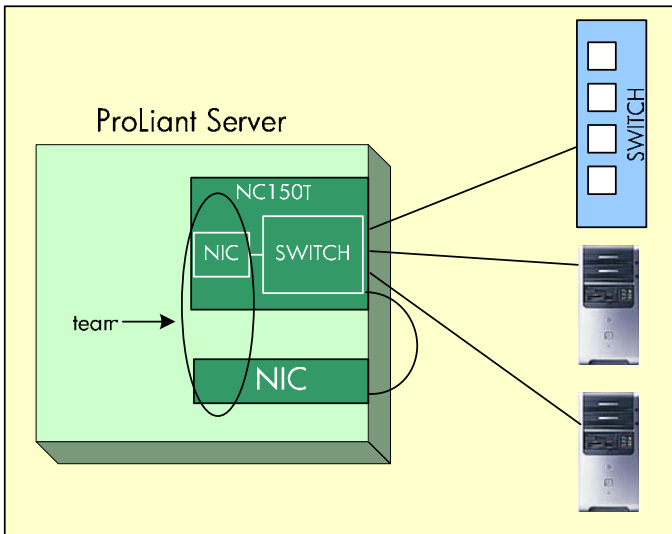 ProLiant Server
NC150T
NIC
SWITCH
team
NIC
SWITCH